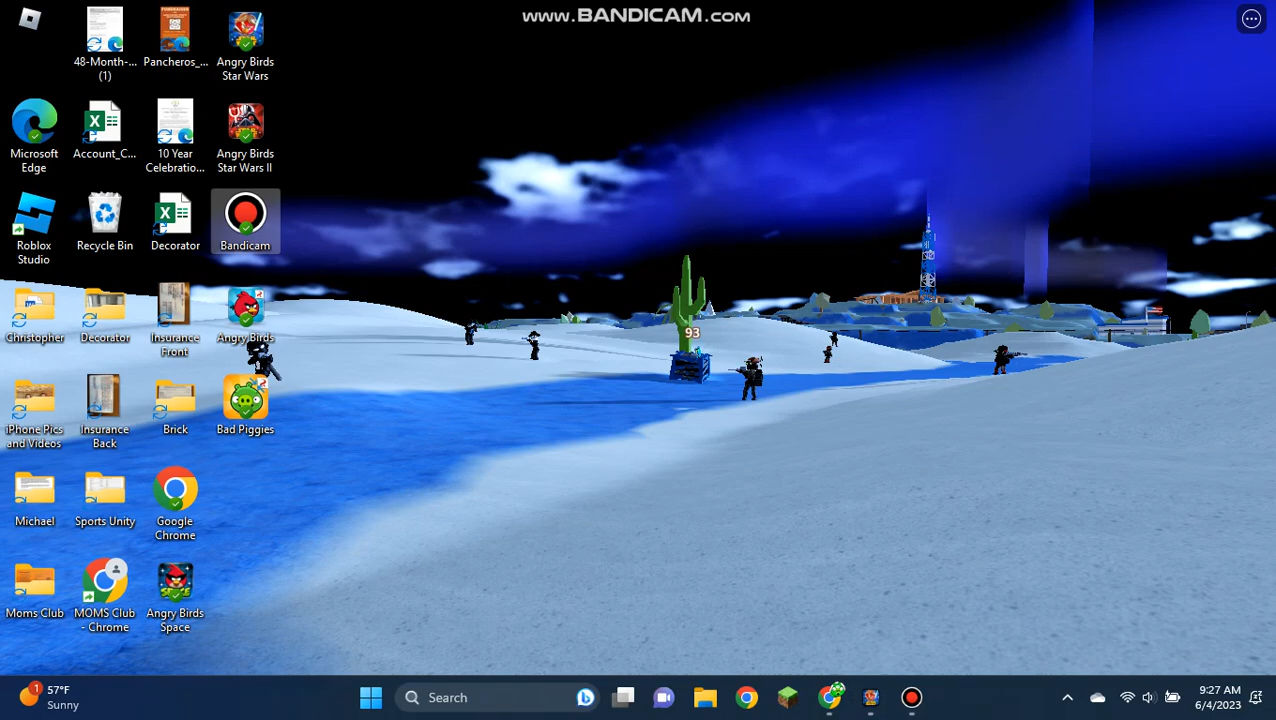 WWW.BANDICAM.COM
48-Month-...
(1)
Pancheros_...
Angry Birds
Star Wars
Microsoft
Edge
Account_C...
10 Year
Celebratio...
Angry Birds
Star Wars II
Roblox
Studio
Recycle Bin
Decorator
Bandicam
Christopher
Decorator
Insurance
Front
Angry Birds
93
iPhone Pics
and Videos
Insurance
Back
Brick
Bad Piggies
Michael
Sports Unity
Google
Chrome
Moms Club
MOMS Club
- Chrome
Angry Birds
Space
1
57°F
Sunny
Search
9:27 AM
6/4/2023